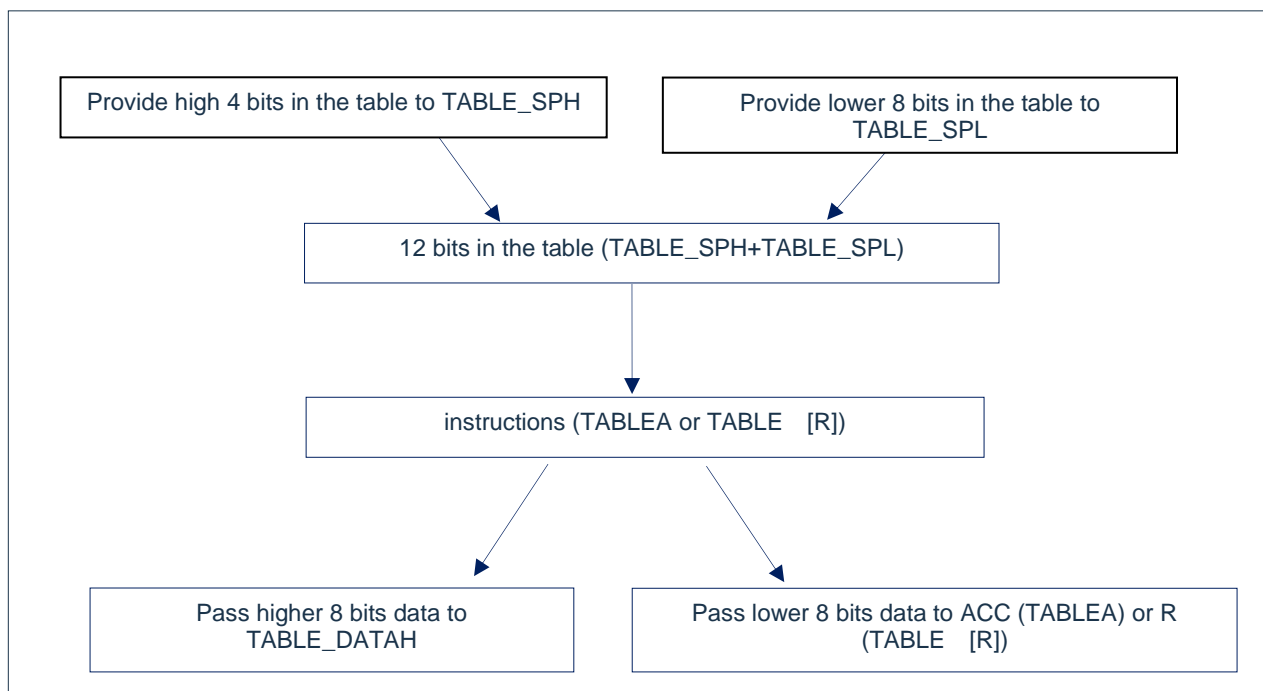 Provide high 4 bits in the table to TABLE_SPH
Provide lower 8 bits in the table to
TABLE_SPL
12 bits in the table (TABLE_SPH+TABLE_SPL)
instructions (TABLEA or TABLE [R])
Pass higher 8 bits data to
TABLE_DATAH
Pass lower 8 bits data to ACC (TABLEA) or R
(TABLE [R])